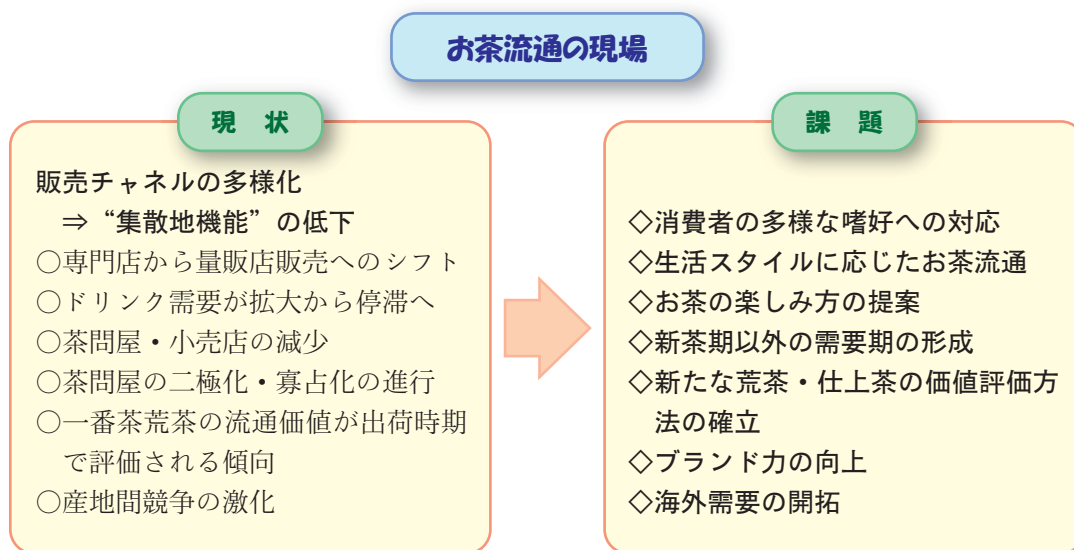 お茶流通の現場
現 状
販売チャネルの多様化
⇒“集散地機能”の低下
○専門店から量販店販売へのシフト
○ドリンク需要が拡大から停滞へ
○茶問屋・小売店の減少
○茶問屋の二極化・寡占化の進行
○一番茶荒茶の流通価値が出荷時期
で評価される傾向
○産地間競争の激化
課 題
◇消費者の多様な嗜好への対応
◇生活スタイルに応じたお茶流通
◇お茶の楽しみ方の提案
◇新茶期以外の需要期の形成
◇新たな荒茶・仕上茶の価値評価方
法の確立
◇ブランド力の向上
◇海外需要の開拓